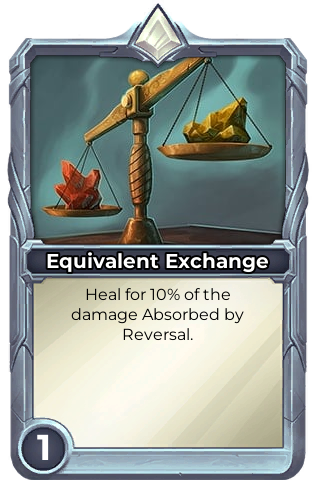 Equivalent Exchange
Heal for 10% of the
damage Absorbed by
Reversal.
1